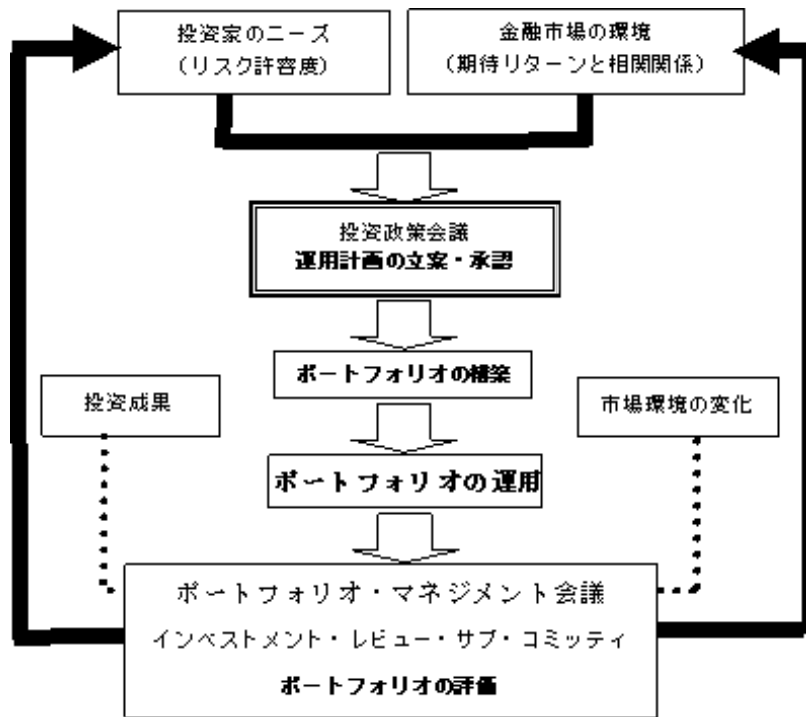 投資家のニーズ
(リスク許容度)
金融市場の環境
(期待リターンと相関関係)
投資政策会議
運用計画の立案・承認
ポートフォリオの構築
投資成果
市場環境の変化
ポートフォリオの運用
ポートフォリオ・マネジメント会議
インベストメント・レビュー・サブ・コミッティ
ポートフォリオの評価